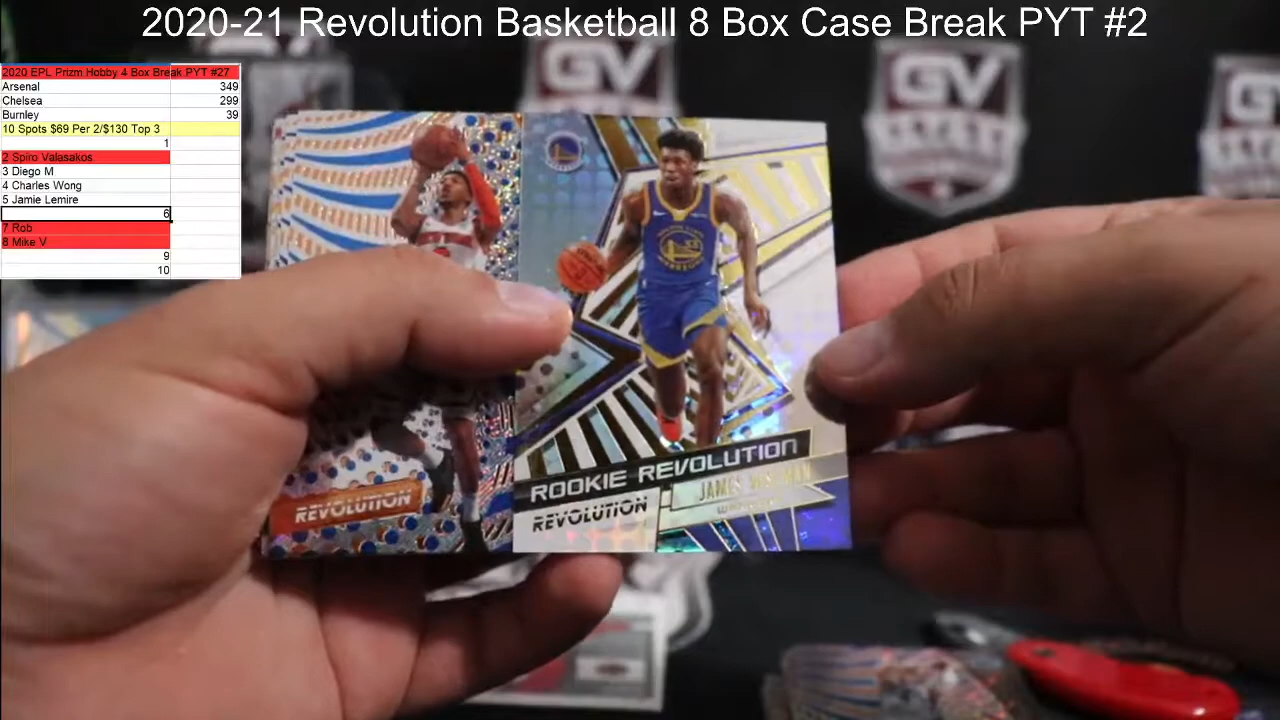 2020-21 Revolution Basketball 8 Box Case Break PYT #2
2020 EPL Prizm Hobby 4 Box Break PYT #27
Arsenal 349
Chelsea 299
Burnley 39
10 Spots $69 Per 2/$130 Top 3
1
2 Spiro Valasakos
3 Diego M
4 Charles Wong
5 Jamie Lemire
6
7 Rob
8 Mike V
9
10
GV
33
ROOKIE REVOLUTION
JAMES
REVOLUTION
REVOLUTION